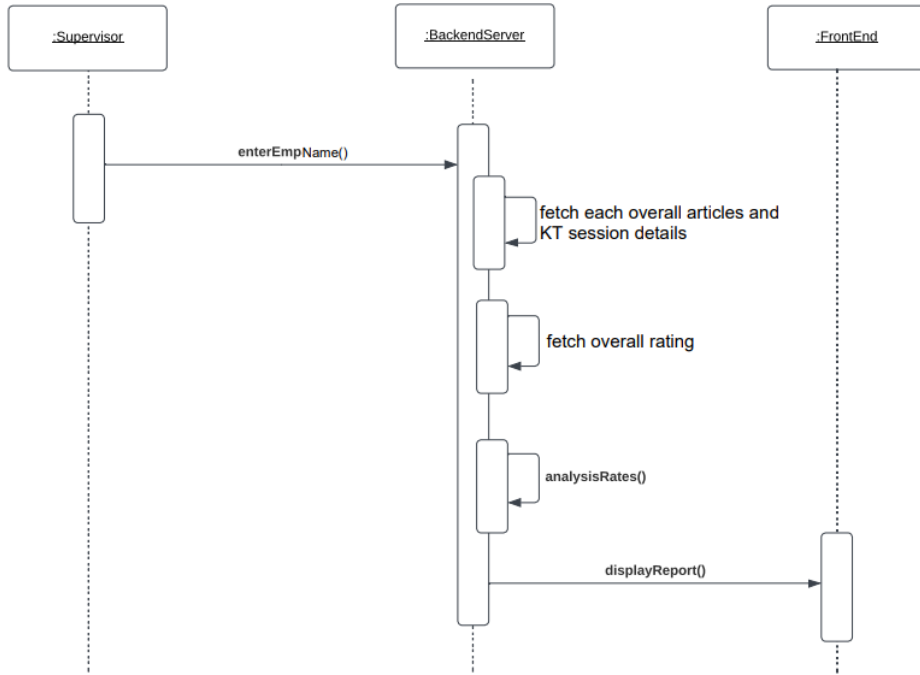 :Supervisor
:BackendServer
:FrontEnd
enterEmpName()
fetch each overall articles and
KT session details
fetch overall rating
analysisRates()
displayReport()